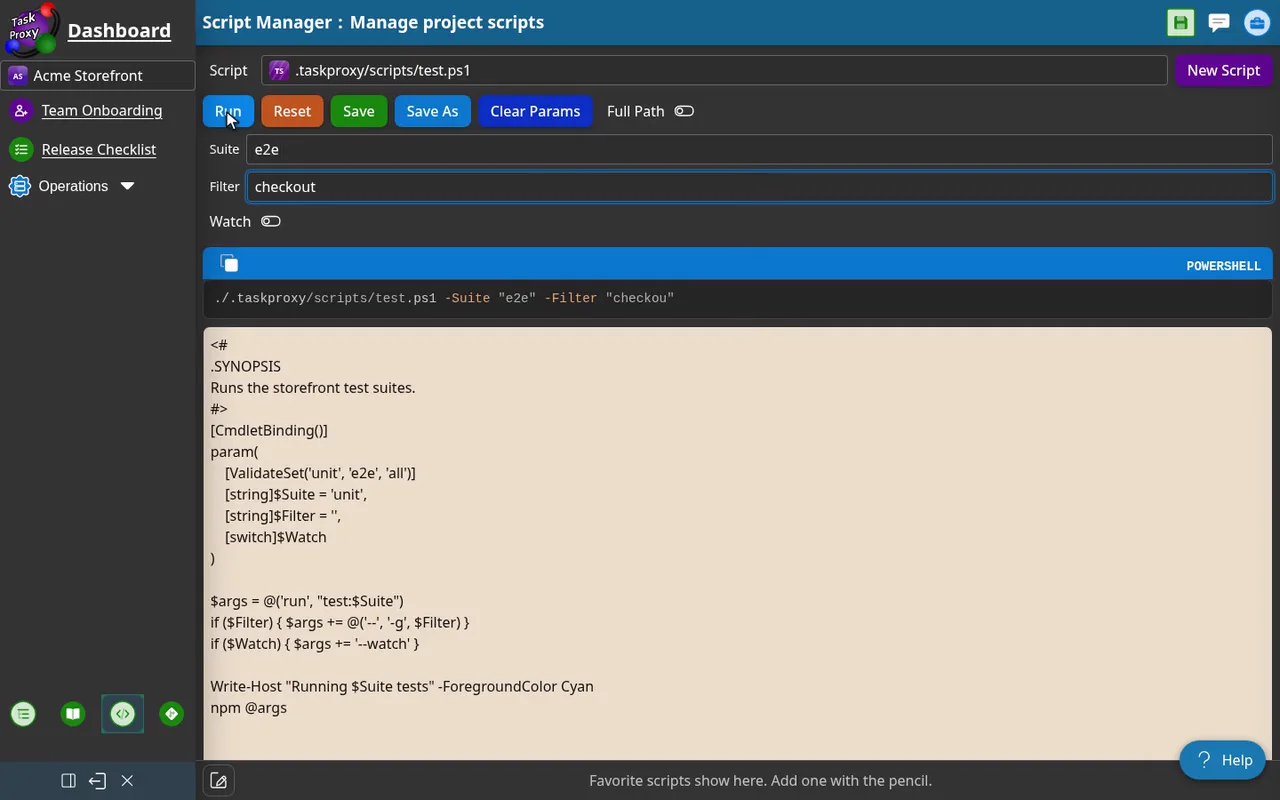 Task
Proxy
Dashboard
Script Manager : Manage project scripts
AS Acme Storefront
Team Onboarding
Release Checklist
Operations
Script
TS .taskproxy/scripts/test.ps1
New Script
Run
Reset
Save
Save As
Clear Params
Full Path
Suite
e2e
Filter
checkout
Watch
POWERSHELL
./.taskproxy/scripts/test.ps1 -Suite "e2e" -Filter "checkou"
<#
.SYNOPSIS
Runs the storefront test suites.
#>
[CmdletBinding()]
param(
    [ValidateSet('unit', 'e2e', 'all')]
    [string]$Suite = 'unit',
    [string]$Filter = '',
    [switch]$Watch
)
$args = @('run', "test:$Suite")
if ($Filter) { $args += @('--', '-g', $Filter) }
if ($Watch) { $args += '--watch' }
Write-Host "Running $Suite tests" -ForegroundColor Cyan
npm @args
Favorite scripts show here. Add one with the pencil.
? Help